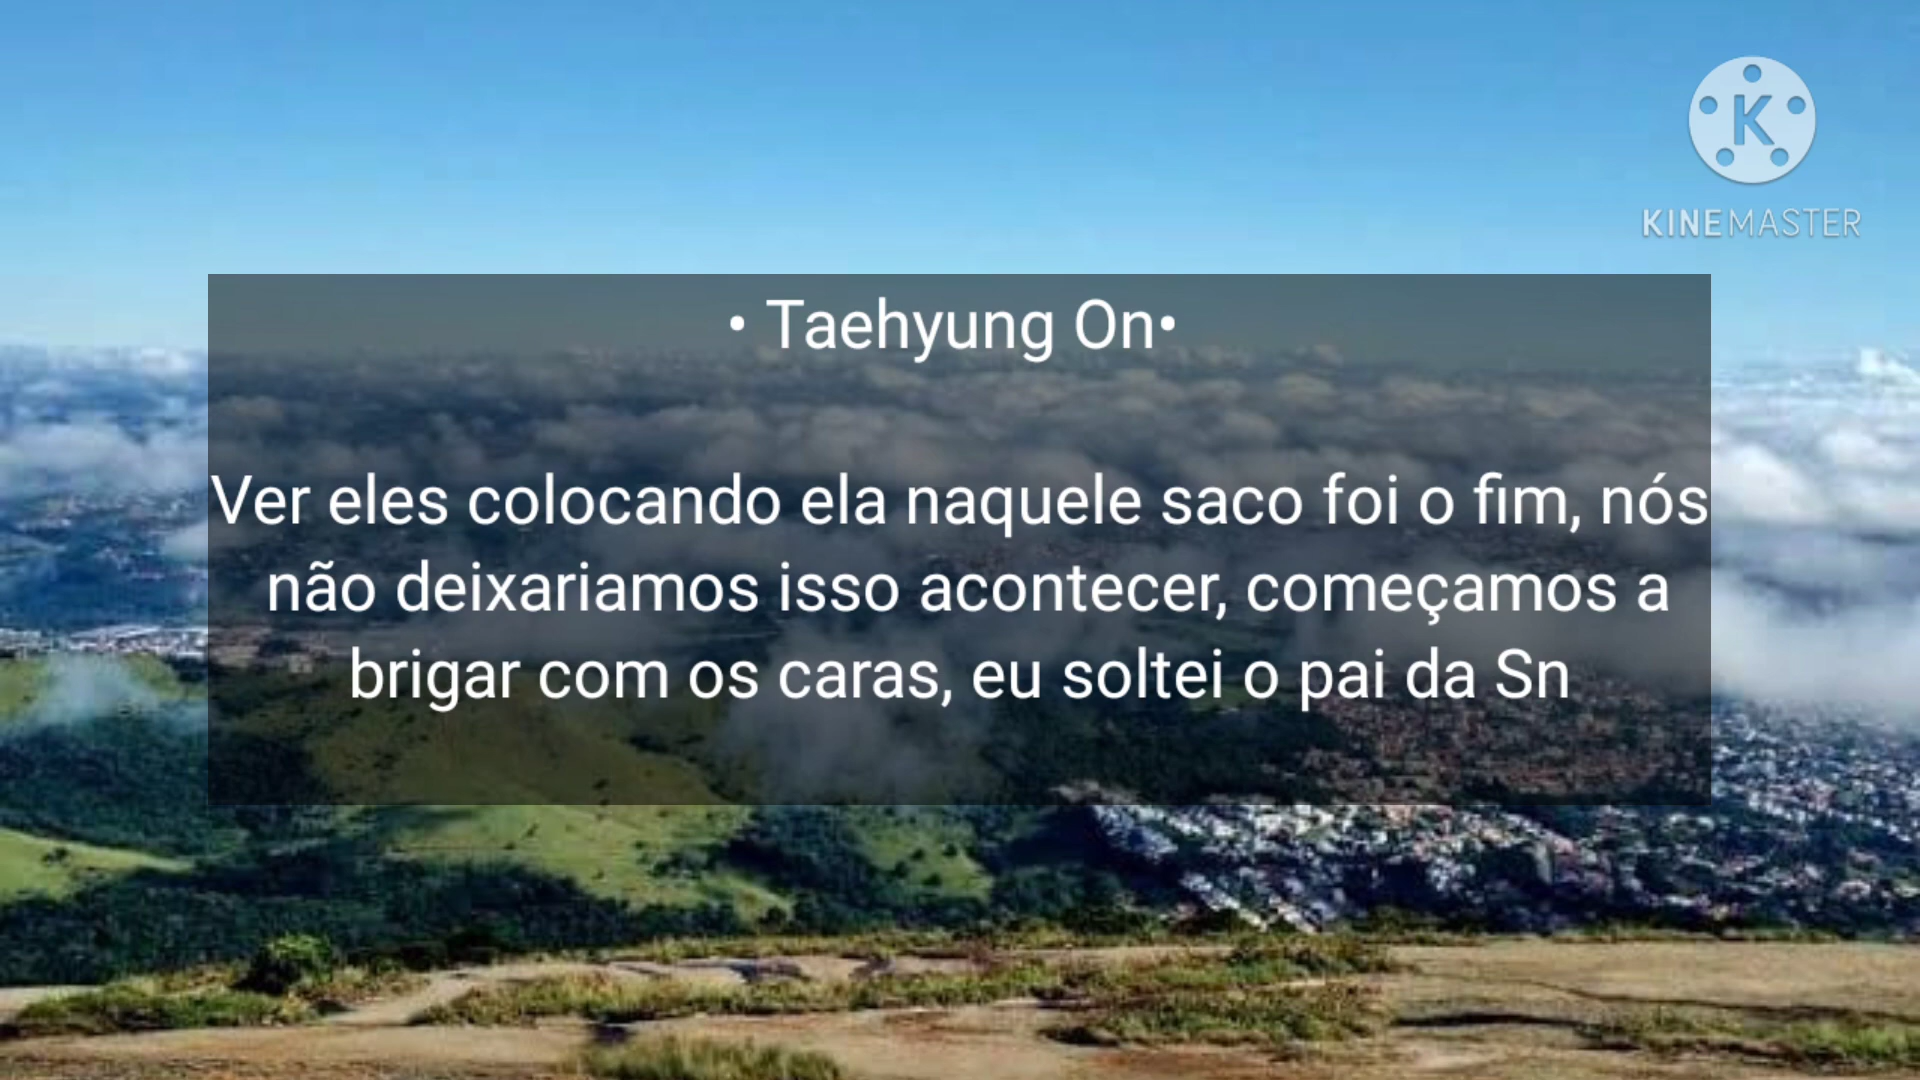 K
KINEMASTER
• Taehyung On•
Ver eles colocando ela naquele saco foi o fim, nós
não deixariamos isso acontecer, começamos a
brigar com os caras, eu soltei o pai da Sn